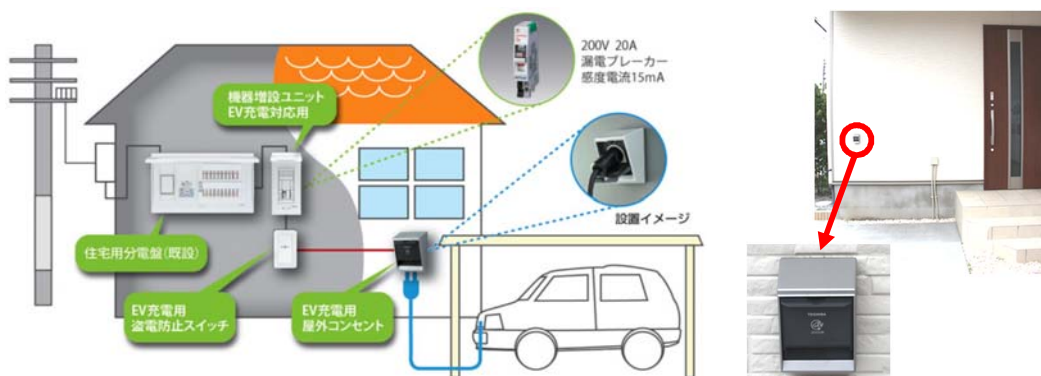 200V 20A
漏電ブレーカー
感度電流15mA
機器増設ユニット
EV充電対応用
設置イメージ
住宅用分電盤(既設)
EV充電用
盗電防止スイッチ
EV充電用
屋外コンセント
TOSHIBA